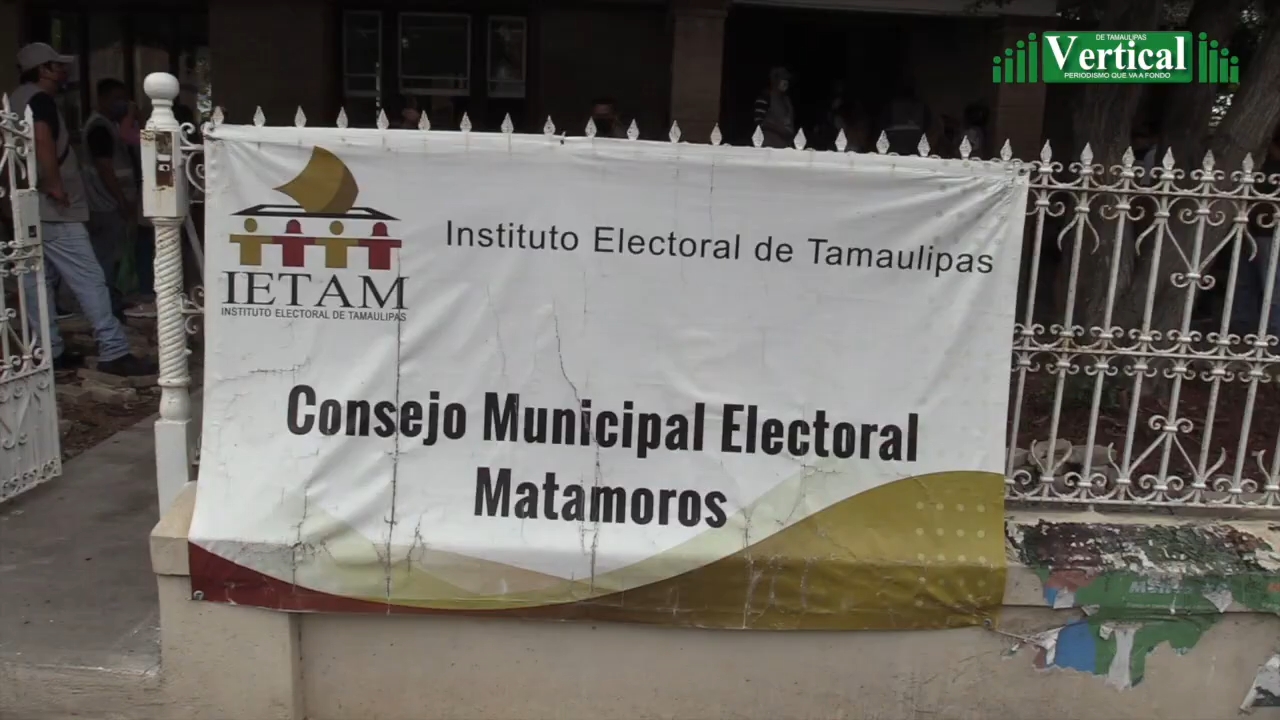 DE TAMAULIPAS
Vertical
PERIODISMO QUE VA A FONDO
IETAM
INSTITUTO ELECTORAL DE TAMAULIPAS
Instituto Electoral de Tamaulipas
Consejo Municipal Electoral
Matamoros